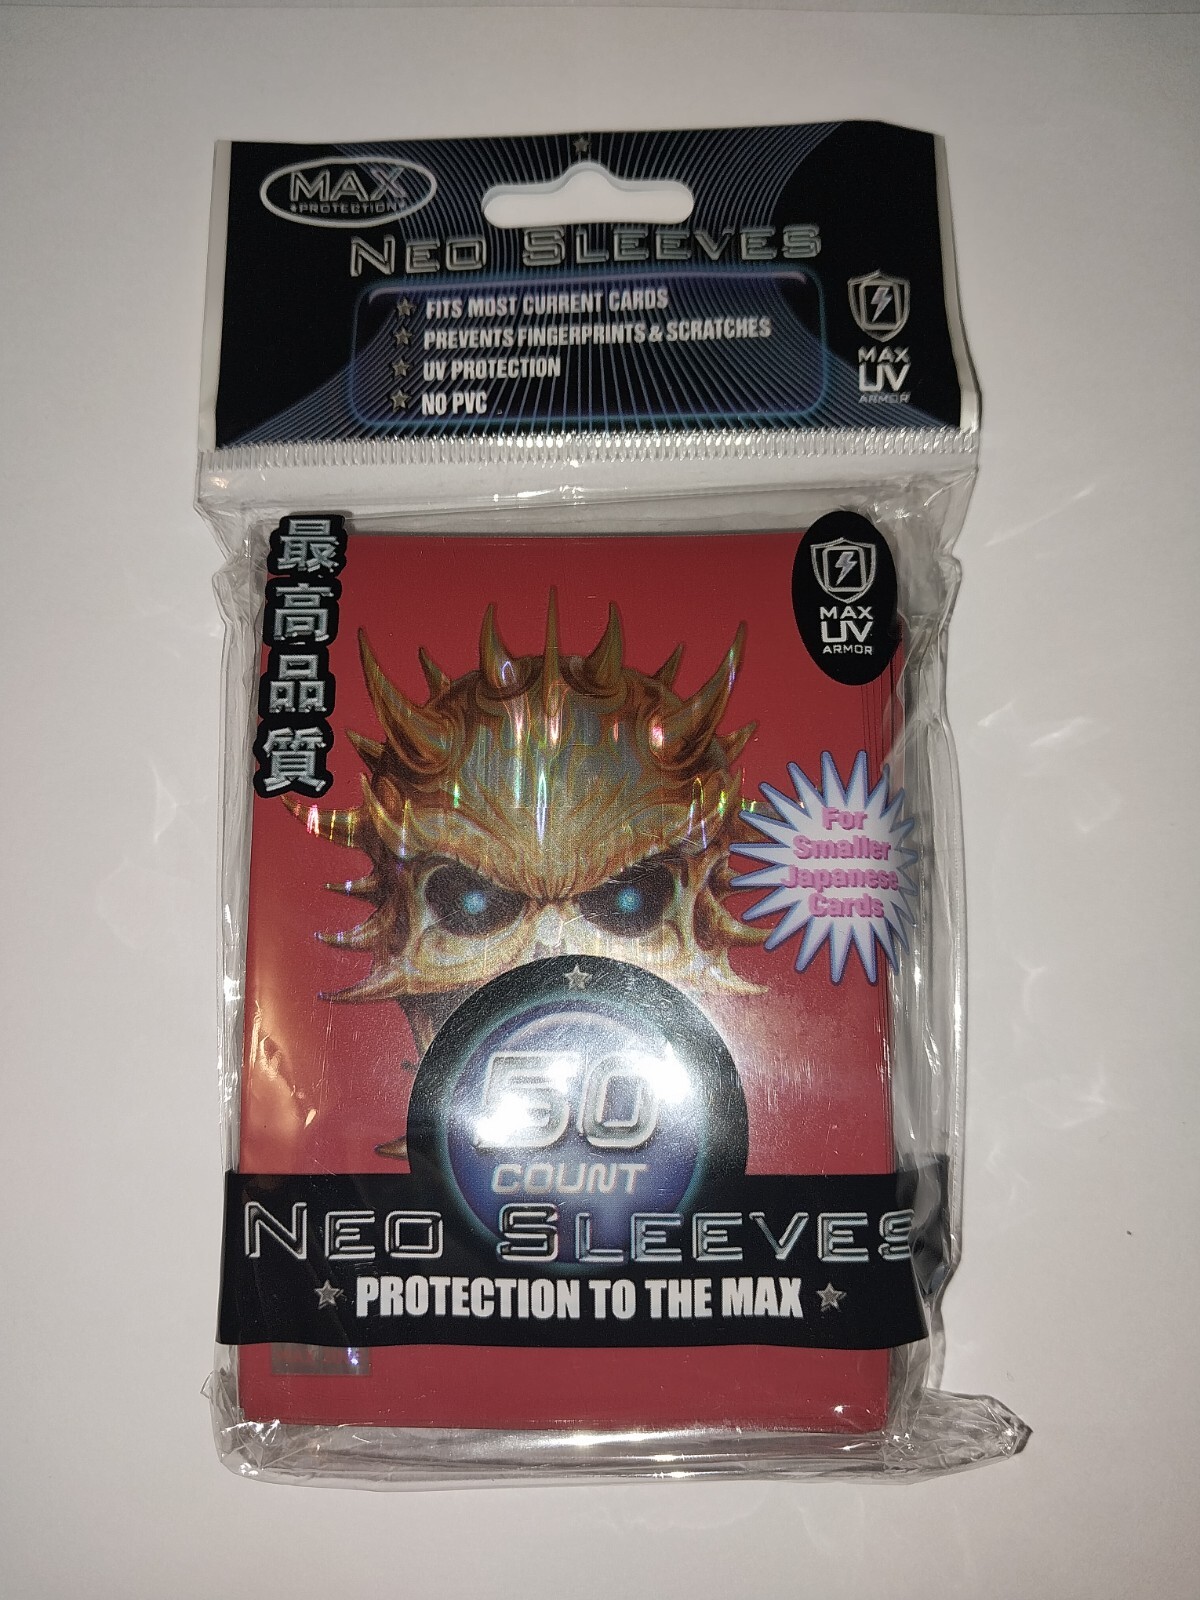 MAX
PROTECTION
NEO SLEEVES
FITS MOST CURRENT CARDS
PREVENTS FINGERPRINTS & SCRATCHES
UV PROTECTION
NO PVC
MAX
UV
ARMOR
最高品質
MAX
UV
ARMOR
For
Smaller
Japanese
Cards
50
COUNT
NEO SLEEVES
PROTECTION TO THE MAX